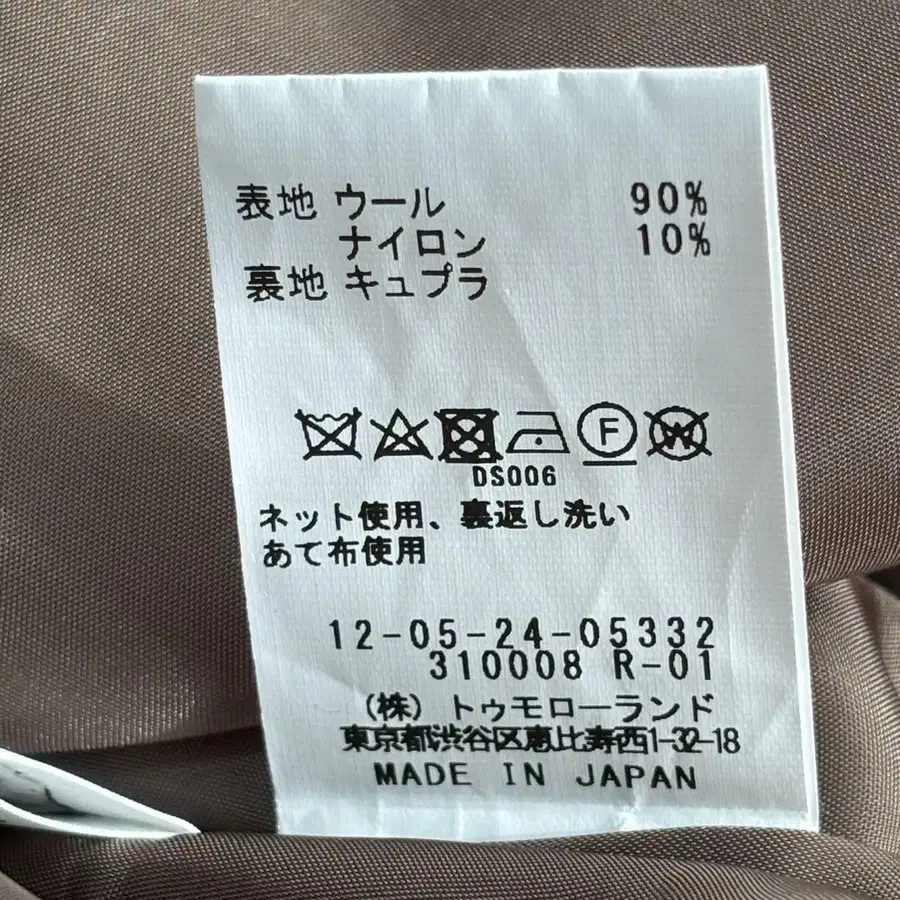 表地 ウール 90%
ナイロン 10%
裏地 キュプラ
F W
DS006
ネット使用、裏返し洗い
あて布使用
12-05-24-05332
310008 R-01
(株) トゥモローランド
東京都渋谷区恵比寿西1-32-18
MADE IN JAPAN